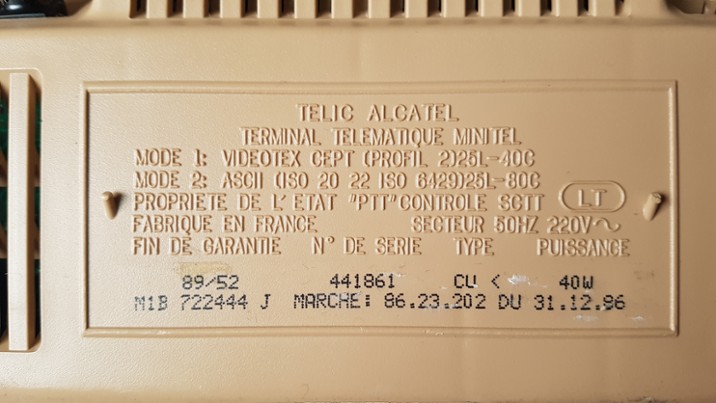 TELIC ALCATEL
TERMINAL TELEMATIQUE MINITEL
MODE 1: VIDEOTEX CEPT (PROFIL 2)25L-40C
MODE 2: ASCII (ISO 20 22 ISO 6429)25L-80C
PROPRIETE DE L'ETAT "PTT" CONTROLE SCTT LT
FABRIQUE EN FRANCE SECTEUR 50HZ 220V~
FIN DE GARANTIE N° DE SERIE TYPE PUISSANCE
89/52 441861 CU < 40W
M1B 722444 J MARCHE: 86.23.202 DU 31.12.86